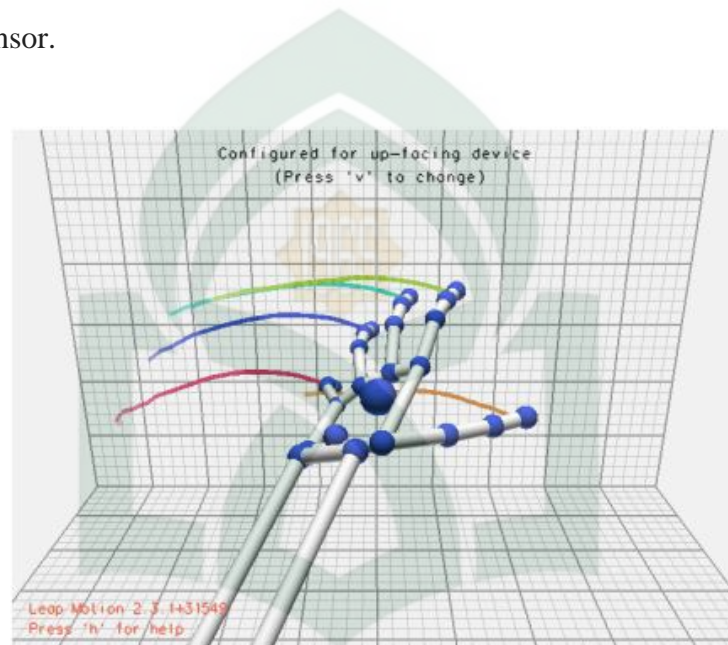 nsor.
Configured for up-facing device
(Press 'v' to change)
Leap Motion 2.3.1+31549
Press 'h' for help